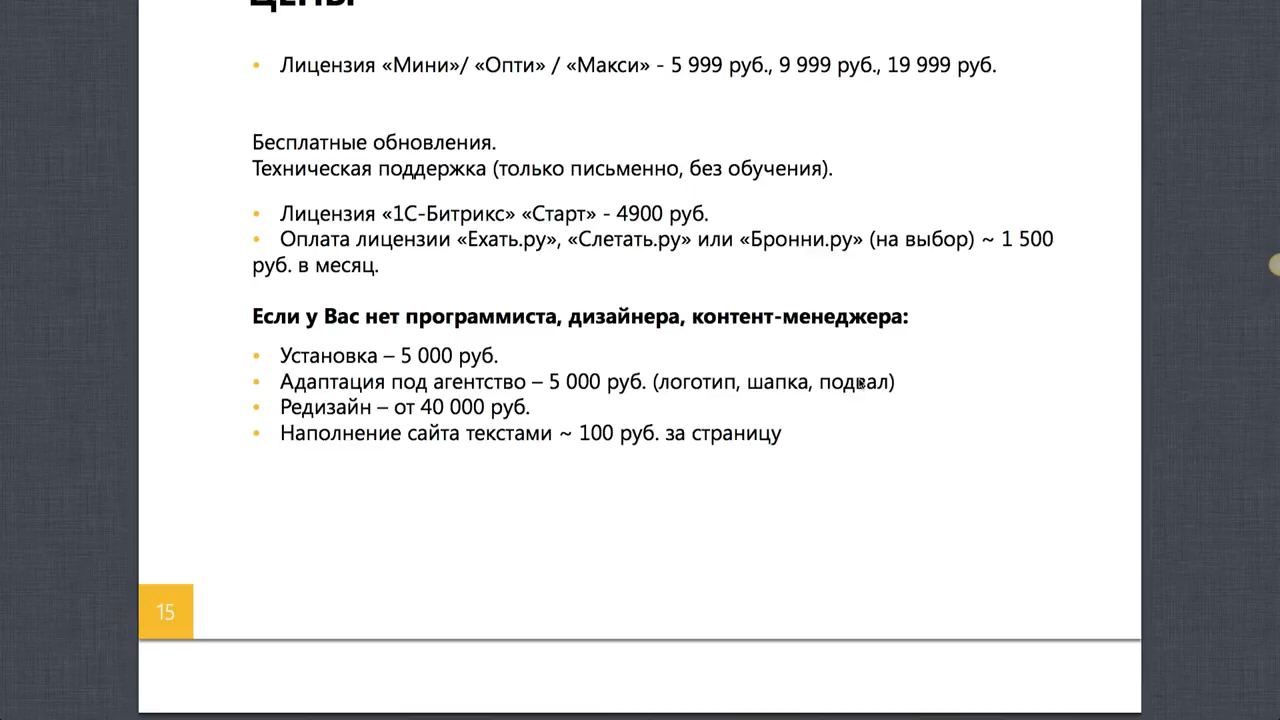 Цены
• Лицензия «Мини»/ «Опти» / «Макси» - 5 999 руб., 9 999 руб., 19 999 руб.
Бесплатные обновления.
Техническая поддержка (только письменно, без обучения).
• Лицензия «1С-Битрикс» «Старт» - 4900 руб.
• Оплата лицензии «Ехать.ру», «Слетать.ру» или «Бронни.ру» (на выбор) ~ 1 500
руб. в месяц.
Если у Вас нет программиста, дизайнера, контент-менеджера:
• Установка – 5 000 руб.
• Адаптация под агентство – 5 000 руб. (логотип, шапка, подвал)
• Редизайн – от 40 000 руб.
• Наполнение сайта текстами ~ 100 руб. за страницу
15